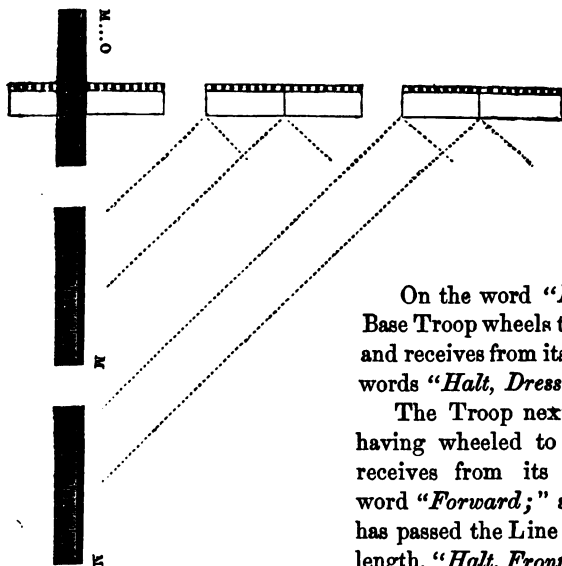 M...O
M
On the word "
Base Troop wheels t
and receives from its
words "Halt, Dress
The Troop nex
having wheeled to
receives from its
word "Forward;"
has passed the Line
length, "Halt, Front